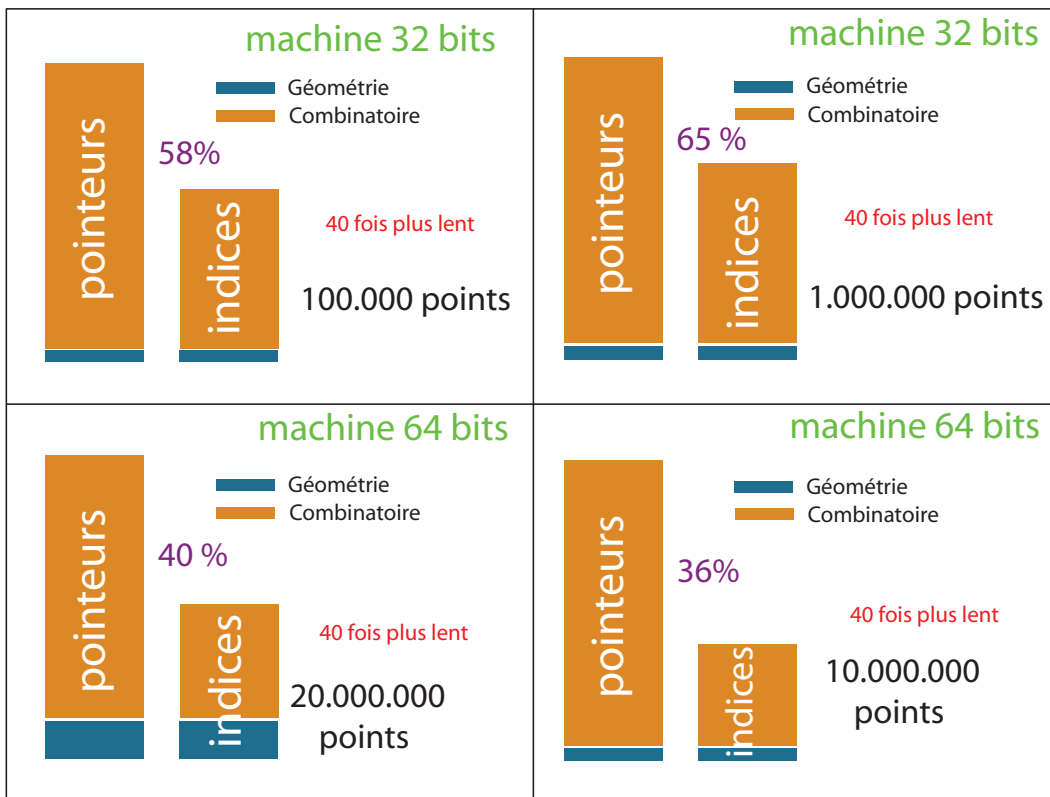 machine 32 bits
Géométrie
Combinatoire
pointeurs
58%
indices
40 fois plus lent
100.000 points
machine 32 bits
Géométrie
Combinatoire
pointeurs
65 %
indices
40 fois plus lent
1.000.000 points
machine 64 bits
Géométrie
Combinatoire
pointeurs
40 %
indices
40 fois plus lent
20.000.000
points
machine 64 bits
Géométrie
Combinatoire
pointeurs
36%
indices
40 fois plus lent
10.000.000
points